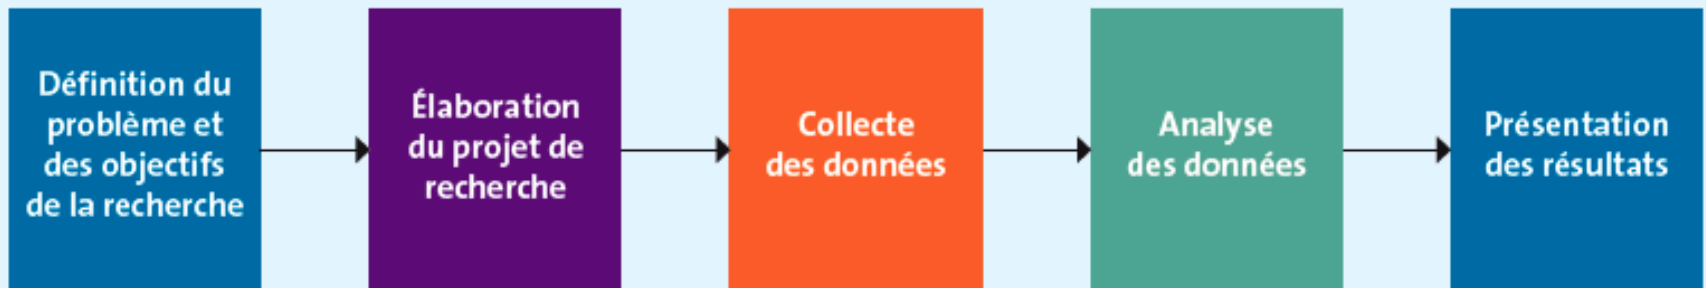 Définition du
problème et
des objectifs
de la recherche
Élaboration
du projet de
recherche
Collecte
des données
Analyse
des données
Présentation
des résultats